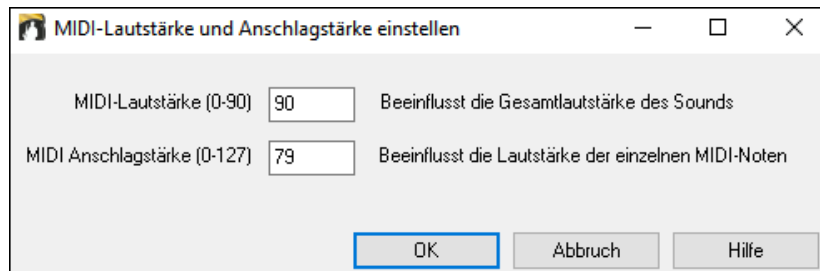 MIDI-Lautstärke und Anschlagstärke einstellen
MIDI-Lautstärke (0-90) 90 Beeinflusst die Gesamtlautstärke des Sounds
MIDI Anschlagstärke (0-127) 79 Beeinflusst die Lautstärke der einzelnen MIDI-Noten
OK Abbruch Hilfe